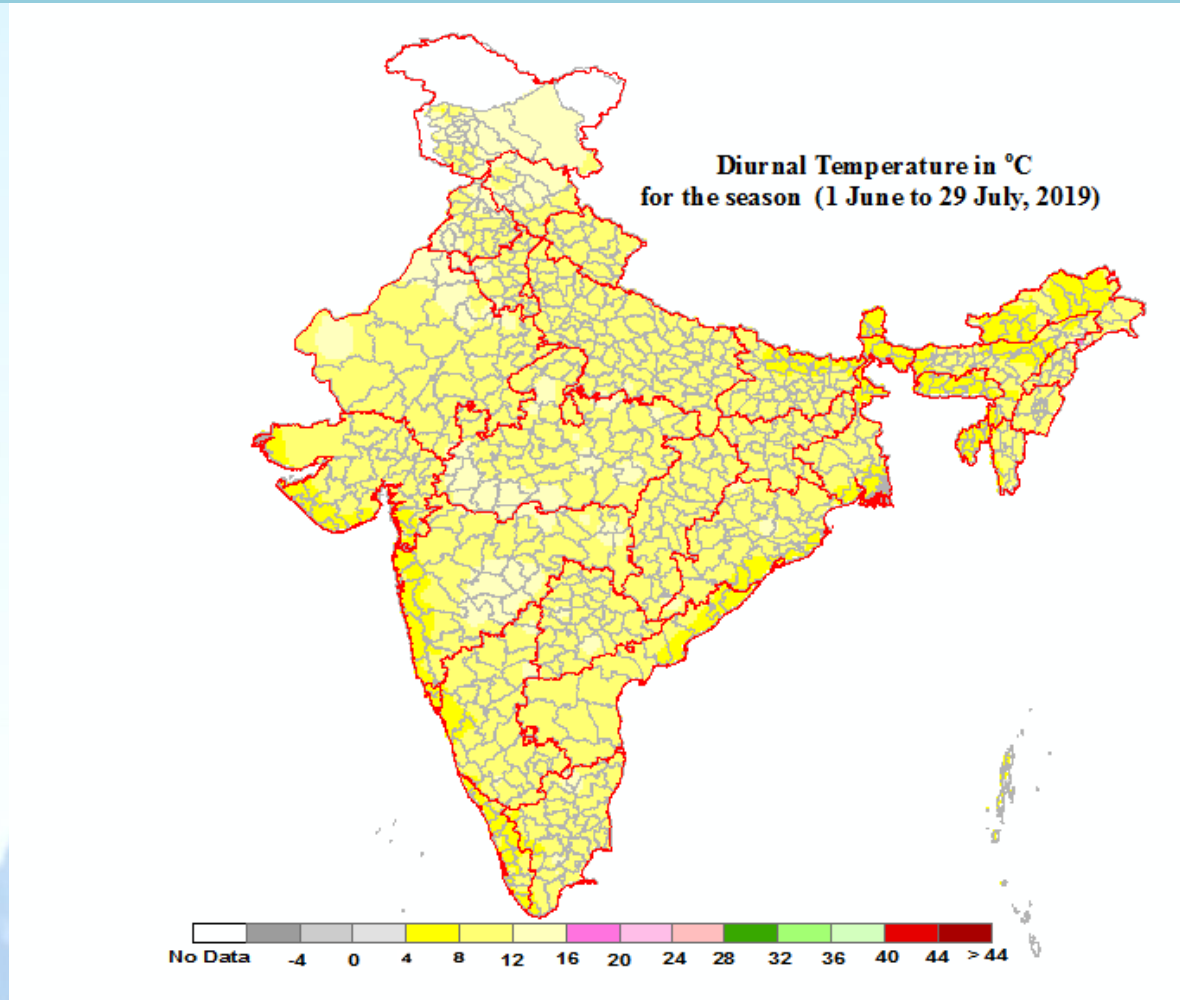 Diurnal Temperature in °C
for the season (1 June to 29 July, 2019)
No Data -4 0 4 8 12 16 20 24 28 32 36 40 44 > 44